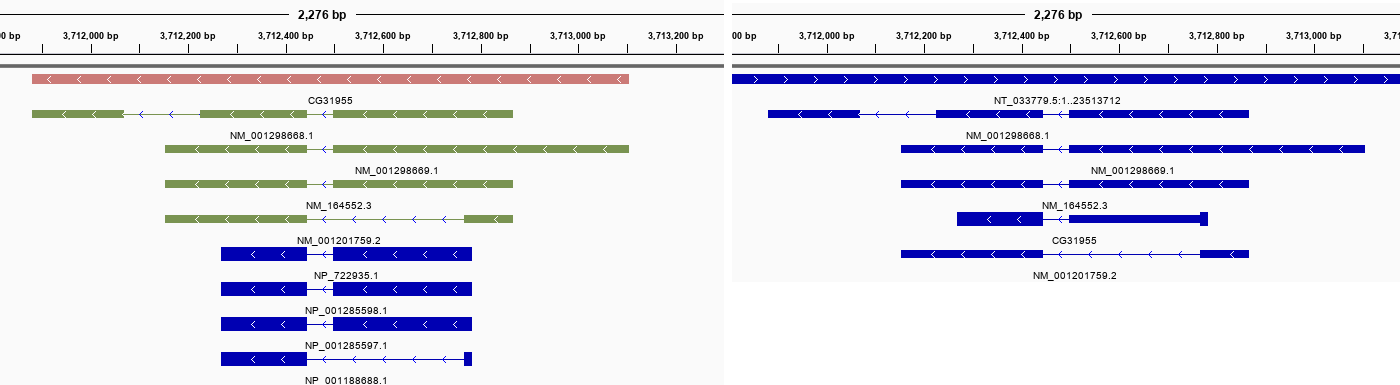 2,276 bp
00 bp 3,712,000 bp 3,712,200 bp 3,712,400 bp 3,712,600 bp 3,712,800 bp 3,713,000 bp 3,713,200 bp
CG31955
NM_001298668.1
NM_001298669.1
NM_164552.3
NM_001201759.2
NP_722935.1
NP_001285598.1
NP_001285597.1
NP_001188688.1
2,276 bp
00 bp 3,712,000 bp 3,712,200 bp 3,712,400 bp 3,712,600 bp 3,712,800 bp 3,713,000 bp 3,71
NT_033779.5:1..23513712
NM_001298668.1
NM_001298669.1
NM_164552.3
CG31955
NM_001201759.2